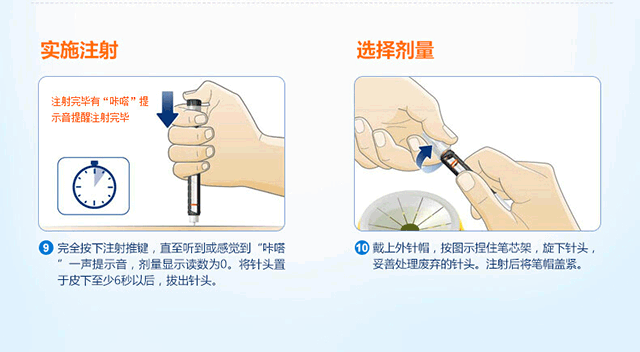 实施注射
注射完毕有“咔嗒”提
示音提醒注射完毕
9 完全按下注射推键，直至听到或感觉到“咔嗒
”一声提示音，剂量显示读数为0。将针头置
于皮下至少6秒以后，拔出针头。
选择剂量
10 戴上外针帽，按图示捏住笔芯架，旋下针头，
妥善处理废弃的针头。注射后将笔帽盖紧。